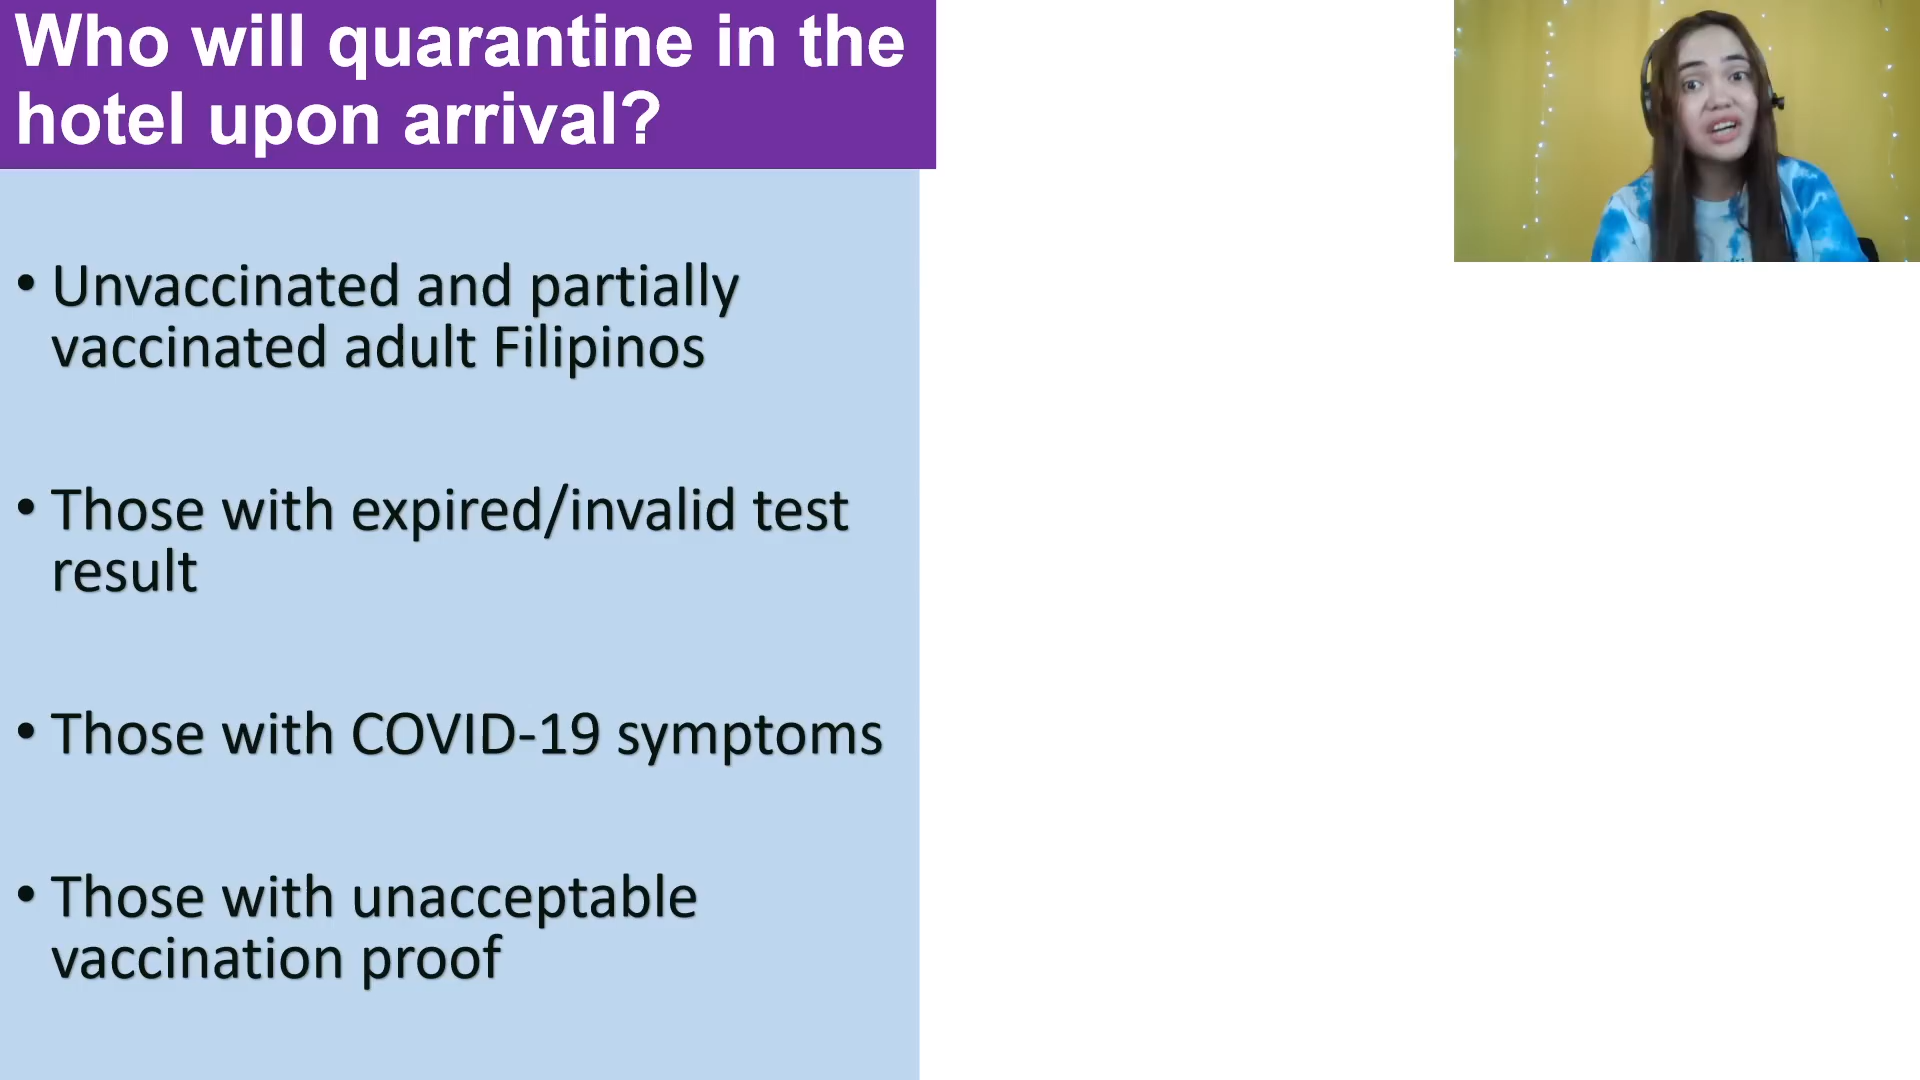 Who will quarantine in the
hotel upon arrival?
• Unvaccinated and partially
vaccinated adult Filipinos
• Those with expired/invalid test
result
• Those with COVID-19 symptoms
• Those with unacceptable
vaccination proof